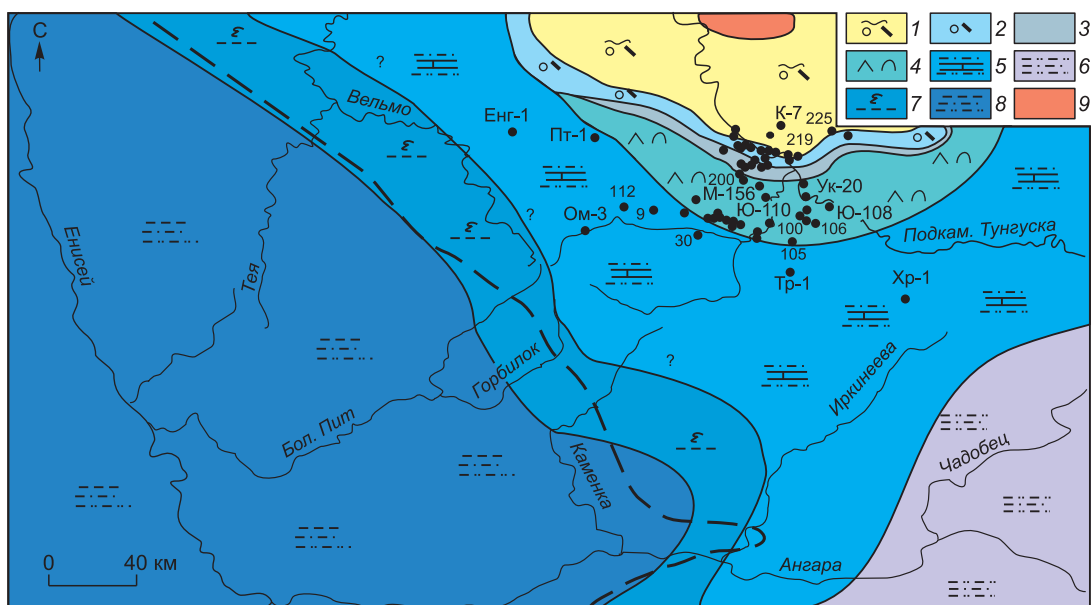 С
1
2
3
4
5
6
7
8
9
?
Вельмо
Енг-1
Пт-1
К-7
225
219
200
М-156
Ук-20
112
9
Ом-3
Ю-110
Ю-108
100
106
30
105
Подкам. Тунгуска
Тр-1
Хр-1
?
Енисей
Тея
Горбилок
?
Иркинеева
Бол. Пит
Каменка
Чадобец
Ангара
0
40 км